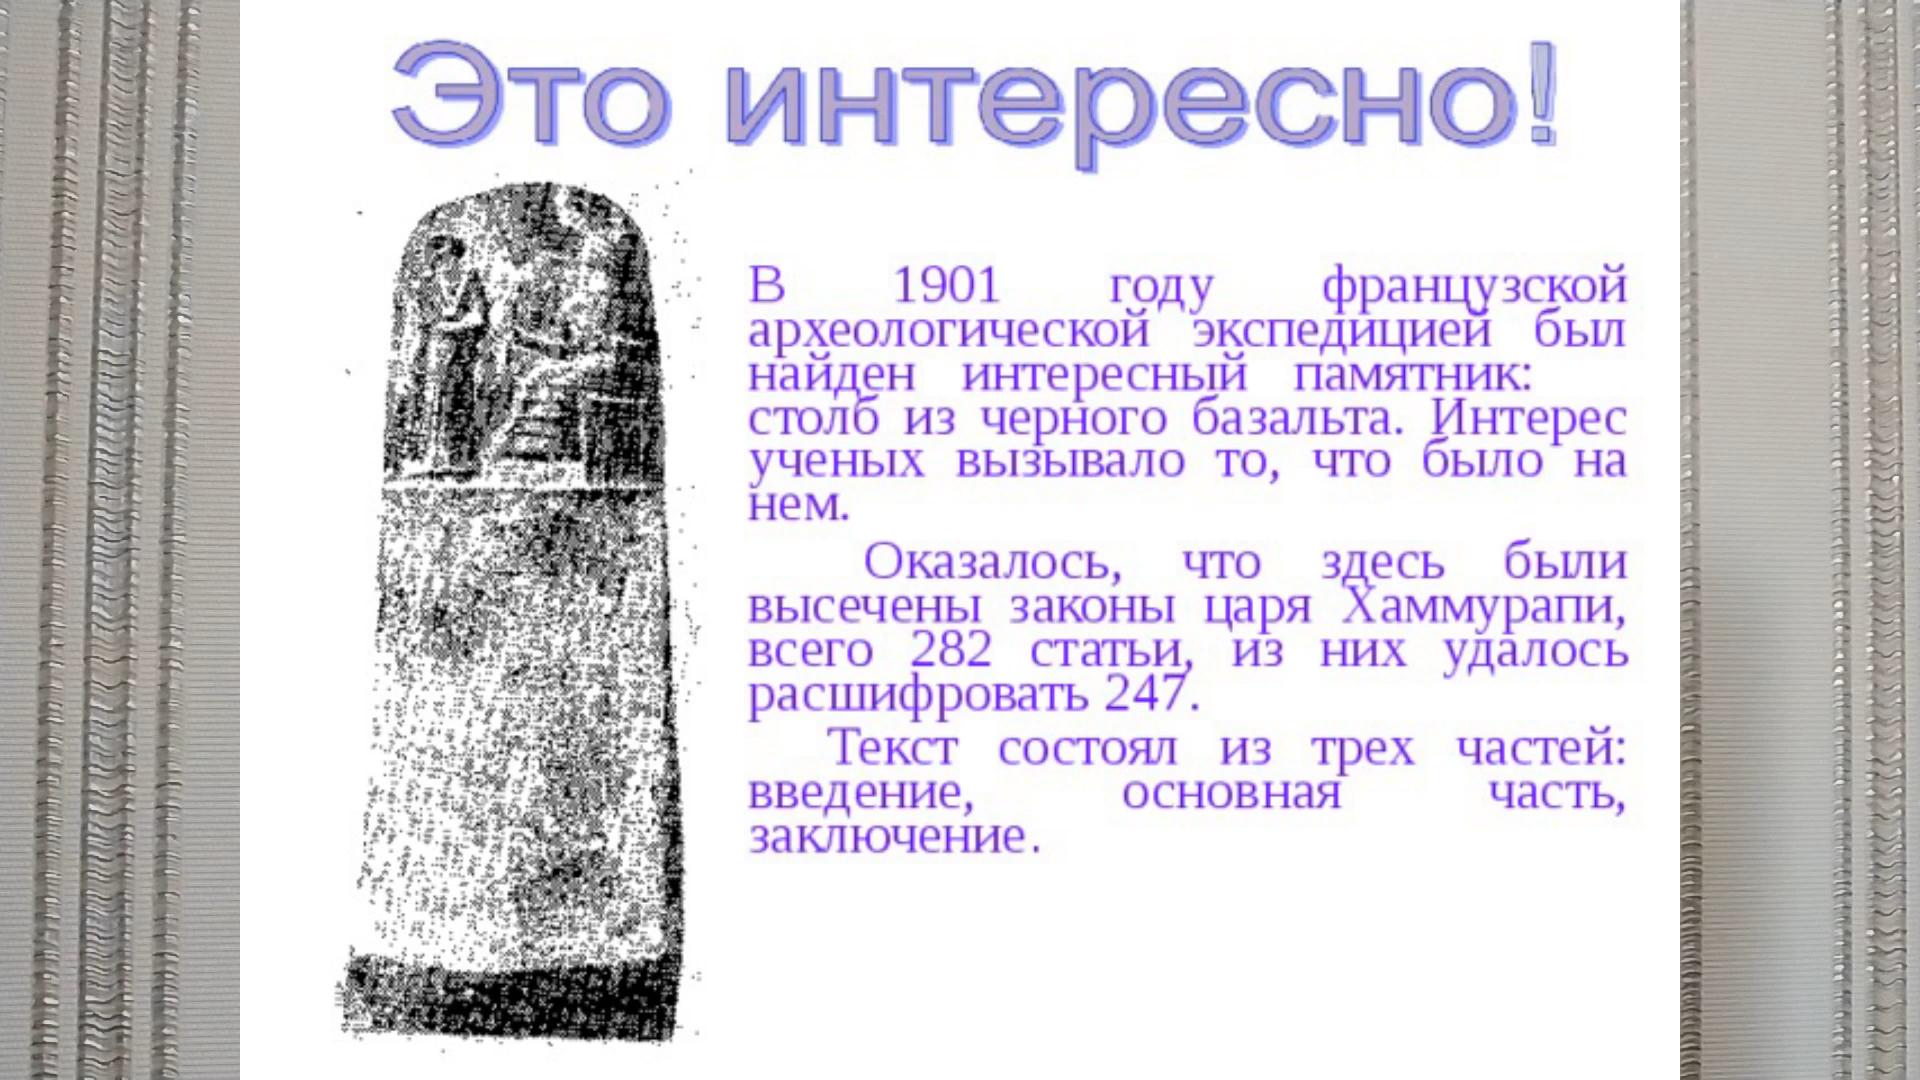 Это интересно!
В 1901 году французской
археологической экспедицией был
найден интересный памятник:
столб из черного базальта. Интерес
ученых вызывало то, что было на
нем.
Оказалось, что здесь были
высечены законы царя Хаммурапи,
всего 282 статьи, из них удалось
расшифровать 247.
Текст состоял из трех частей:
введение, основная часть,
заключение.